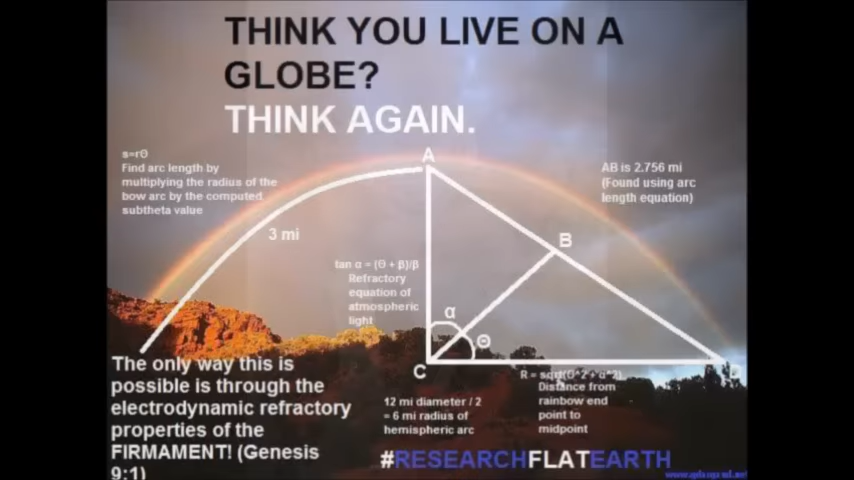 THINK YOU LIVE ON A
GLOBE?
THINK AGAIN.
s=rΘ
Find arc length by
multiplying the radius of the
bow arc by the computed
subtheta value
3 mi
A
AB is 2.756 mi
(Found using arc
length equation)
B
tan α = (Θ + β)/β
Refractory
equation of
atmospheric
light
α
Θ
C
D
The only way this is
possible is through the
electrodynamic refractory
properties of the
FIRMAMENT! (Genesis
9:1)
12 mi diameter / 2
= 6 mi radius of
hemispheric arc
R = sqrt(Θ^2 + α^2)
Distance from
rainbow end
point to
midpoint
#RESEARCHFLATEARTH